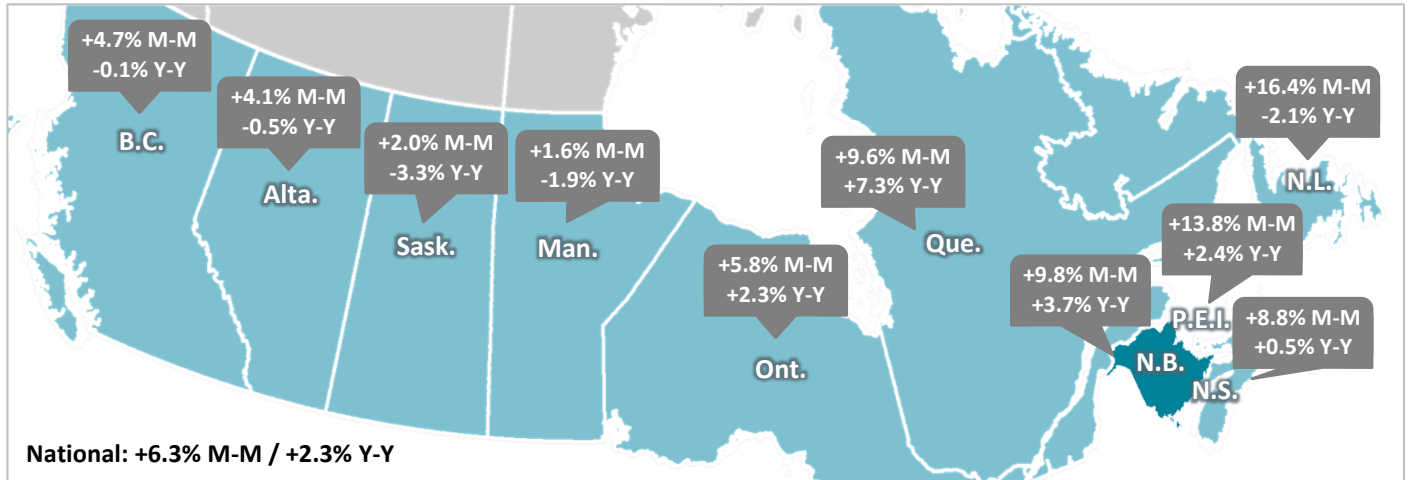 +4.7% M-M
-0.1% Y-Y
B.C.
+4.1% M-M
-0.5% Y-Y
Alta.
+2.0% M-M
-3.3% Y-Y
Sask.
+1.6% M-M
-1.9% Y-Y
Man.
+5.8% M-M
+2.3% Y-Y
Ont.
+9.6% M-M
+7.3% Y-Y
Que.
+16.4% M-M
-2.1% Y-Y
N.L.
+13.8% M-M
+2.4% Y-Y
P.E.I.
+9.8% M-M
+3.7% Y-Y
N.B.
+8.8% M-M
+0.5% Y-Y
N.S.
National: +6.3% M-M / +2.3% Y-Y